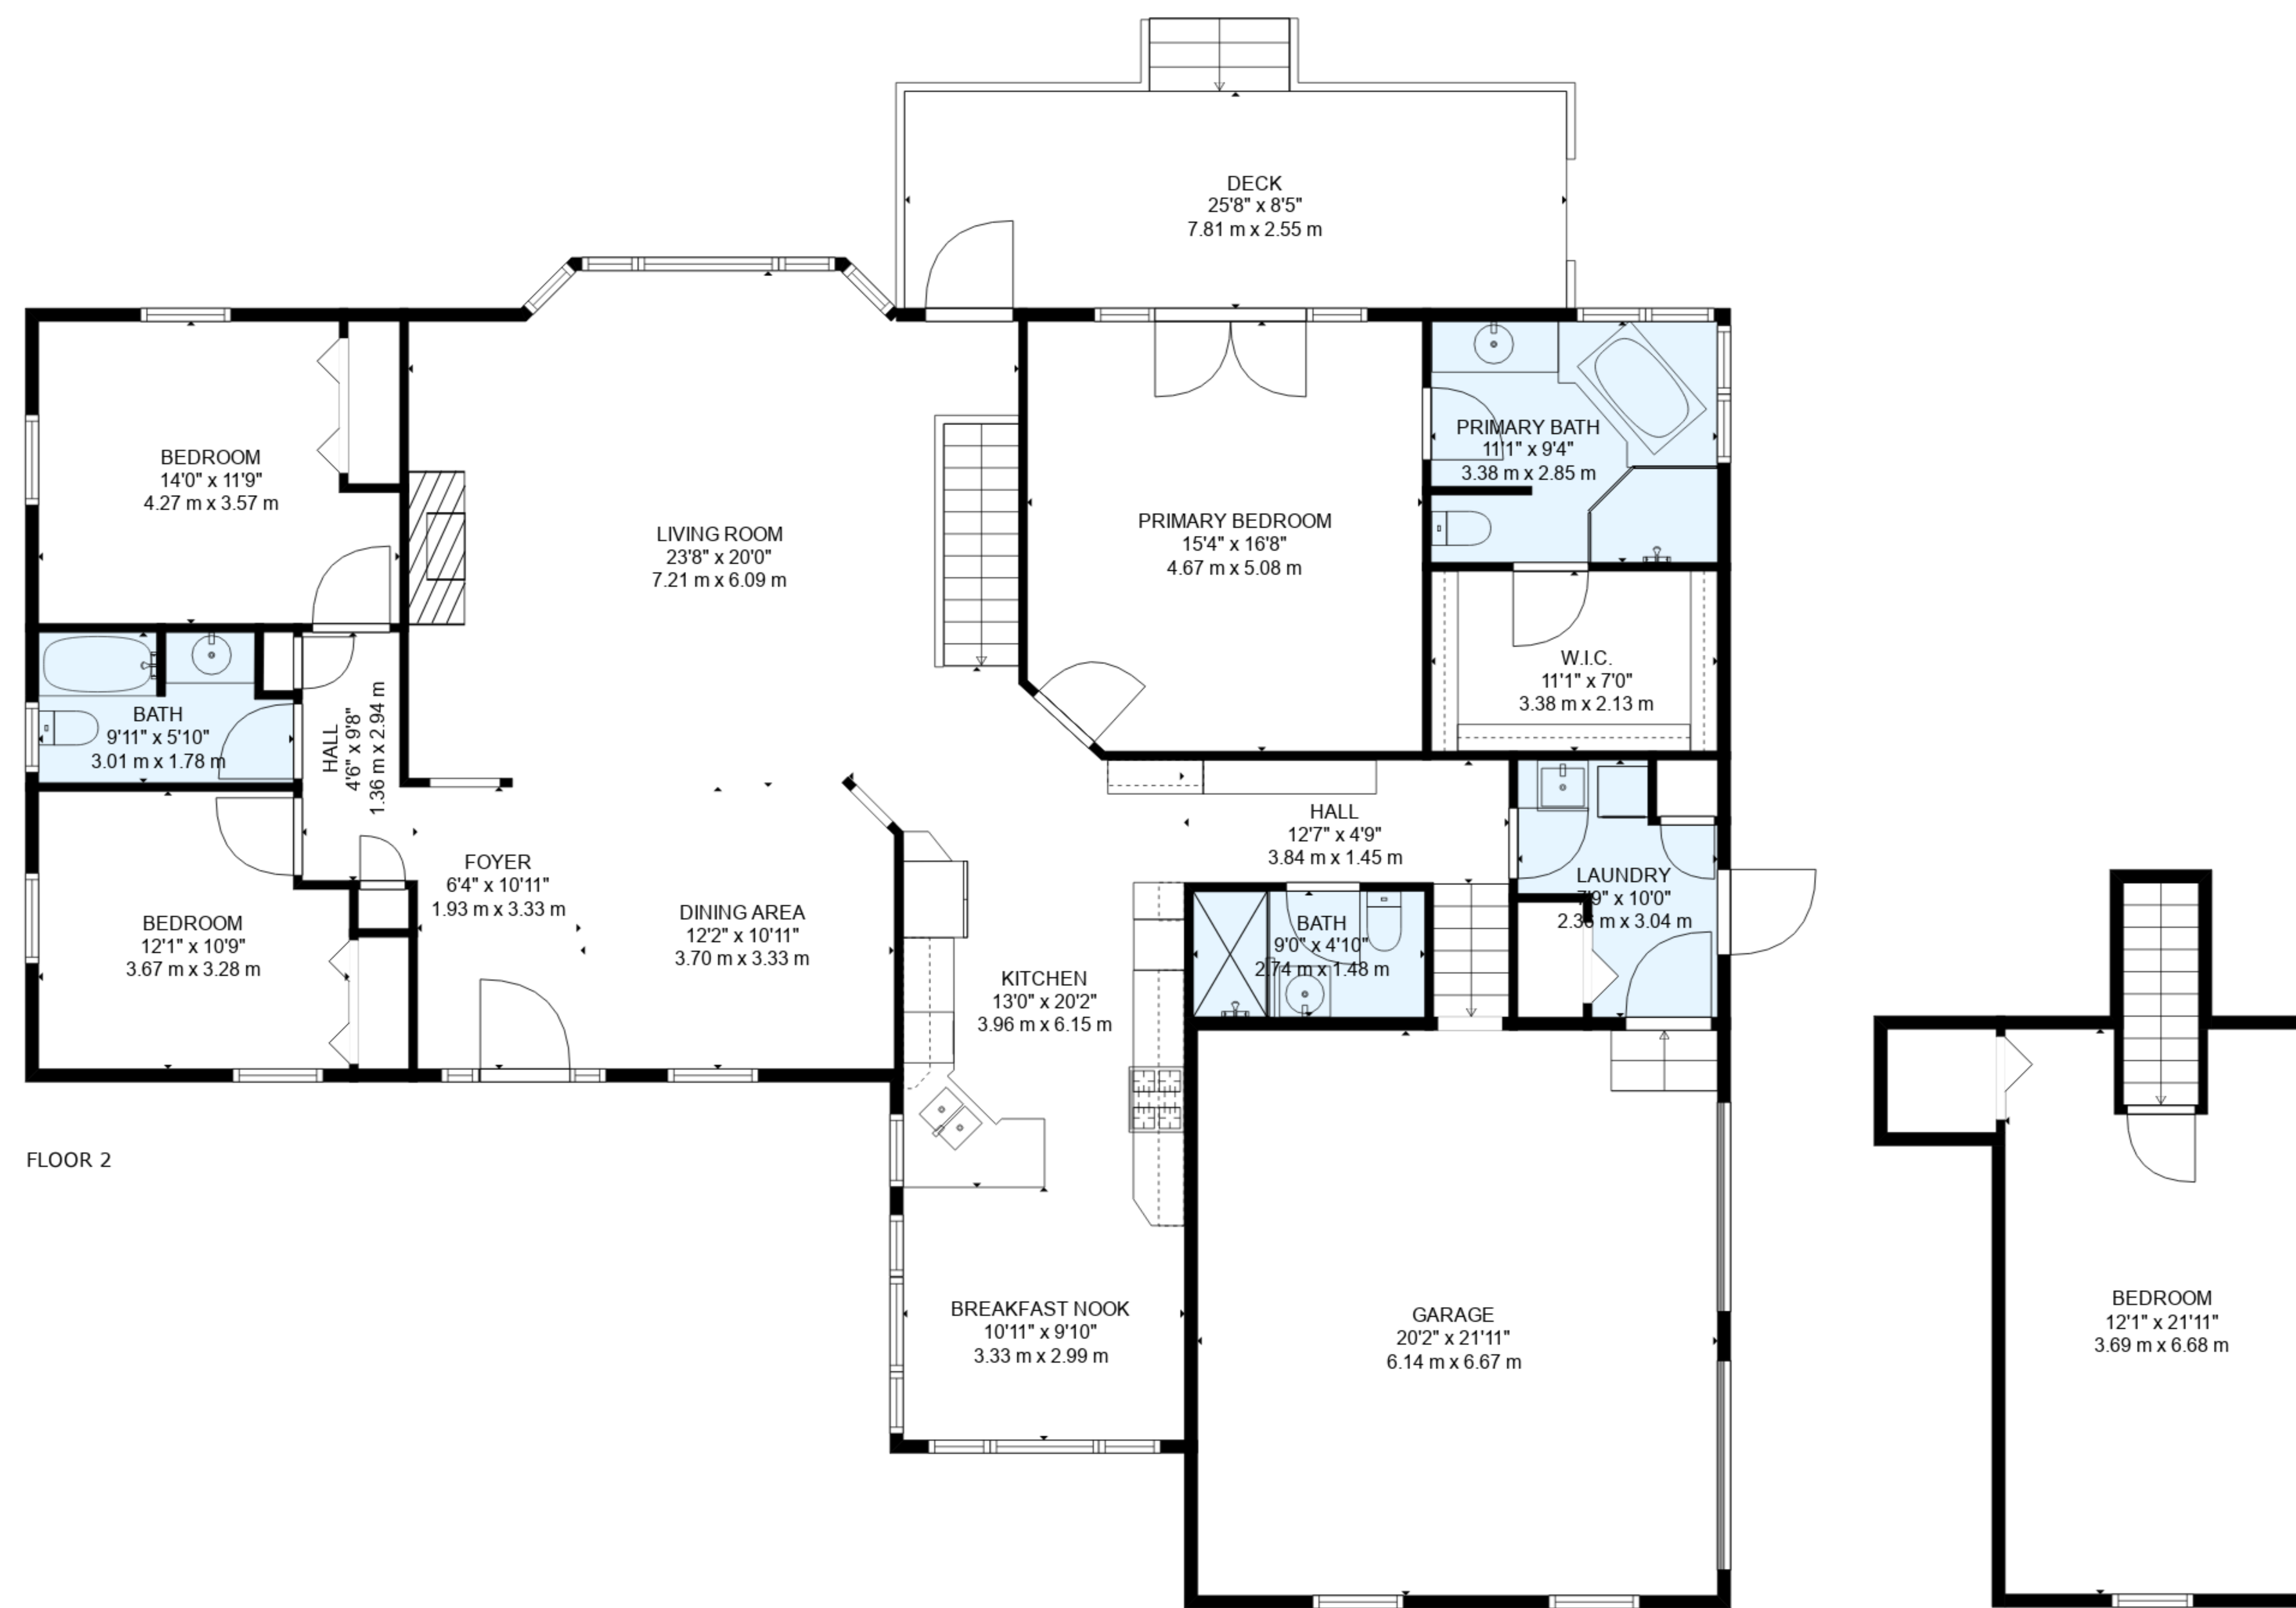 DECK
25'8" x 8'5"
7.81 m x 2.55 m
BEDROOM
14'0" x 11'9"
4.27 m x 3.57 m
LIVING ROOM
23'8" x 20'0"
7.21 m x 6.09 m
PRIMARY BEDROOM
15'4" x 16'8"
4.67 m x 5.08 m
PRIMARY BATH
11'1" x 9'4"
3.38 m x 2.85 m
W.I.C.
11'1" x 7'0"
3.38 m x 2.13 m
BATH
9'11" x 5'10"
3.01 m x 1.78 m
HALL
4'6" x 9'8"
1.36 m x 2.94 m
HALL
12'7" x 4'9"
3.84 m x 1.45 m
FOYER
6'4" x 10'11"
1.93 m x 3.33 m
DINING AREA
12'2" x 10'11"
3.70 m x 3.33 m
LAUNDRY
7'9" x 10'0"
2.36 m x 3.04 m
BEDROOM
12'1" x 10'9"
3.67 m x 3.28 m
BATH
9'0" x 4'10"
2.74 m x 1.48 m
KITCHEN
13'0" x 20'2"
3.96 m x 6.15 m
FLOOR 2
BREAKFAST NOOK
10'11" x 9'10"
3.33 m x 2.99 m
GARAGE
20'2" x 21'11"
6.14 m x 6.67 m
BEDROOM
12'1" x 21'11"
3.69 m x 6.68 m